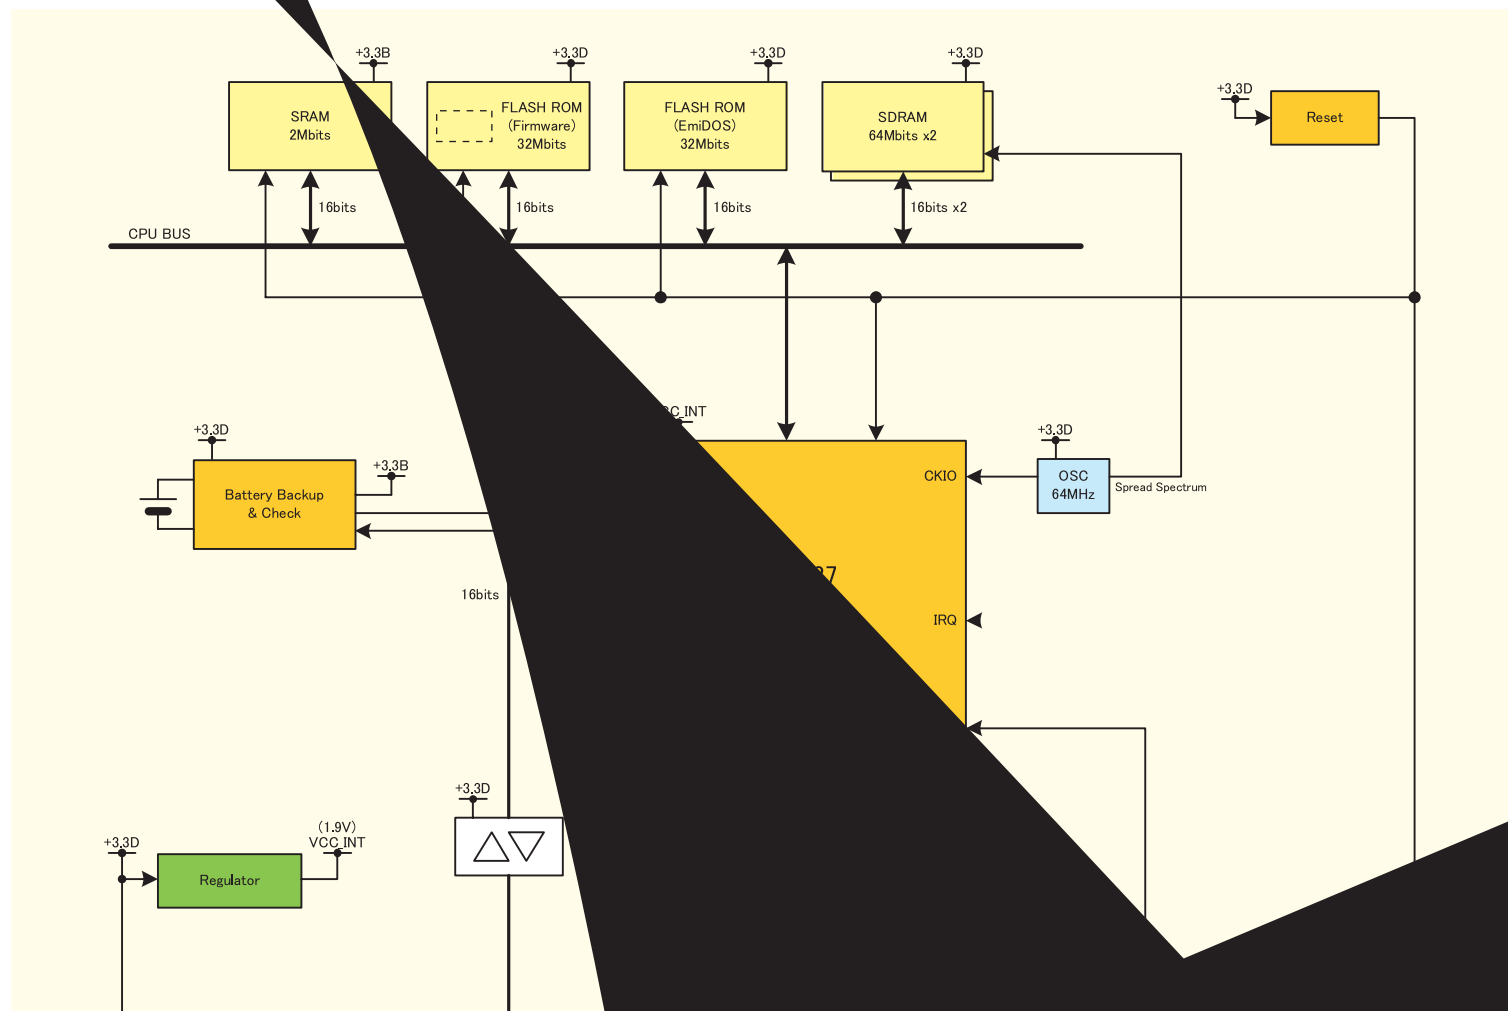 +3.3B
+3.3D
+3.3D
+3.3D
SRAM
2Mbits
FLASH ROM
(Firmware)
32Mbits
FLASH ROM
(EmiDOS)
32Mbits
SDRAM
64Mbits x2
+3.3D
Reset
16bits
16bits
16bits
16bits x2
CPU BUS
+3.3D
Battery Backup
& Check
+3.3B
CKIO
+3.3D
OSC
64MHz
Spread Spectrum
IRQ
16bits
+3.3D
+3.3D
(1.9V)
VCC_INT
Regulator